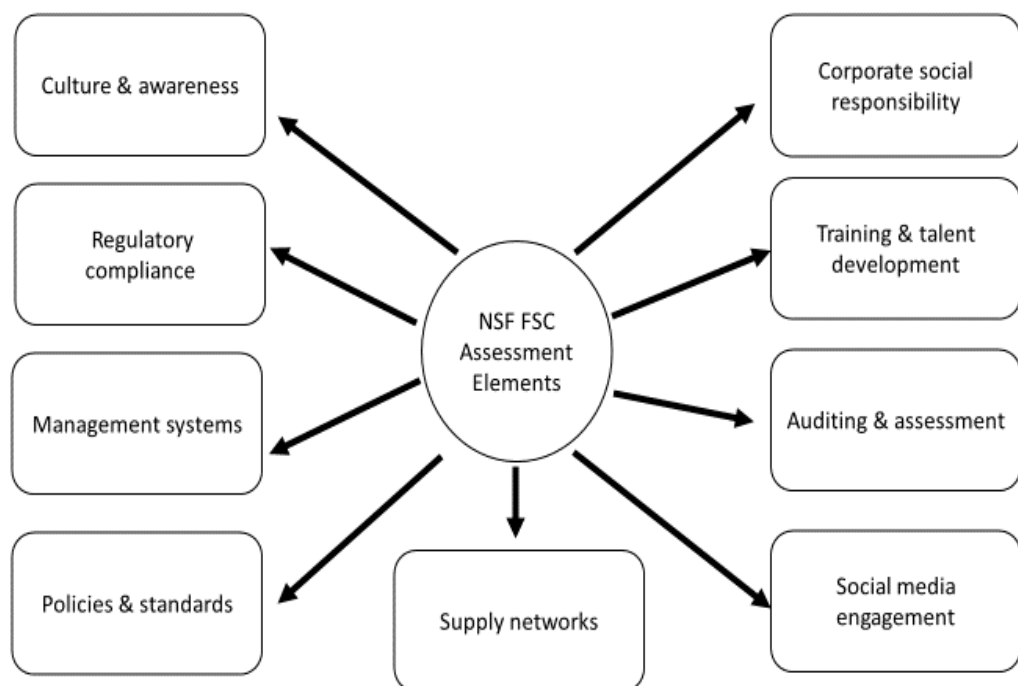 Culture & awareness
Corporate social
responsibility
Regulatory
compliance
Training & talent
development
NSF FSC
Assessment
Elements
Management systems
Auditing & assessment
Policies & standards
Supply networks
Social media
engagement